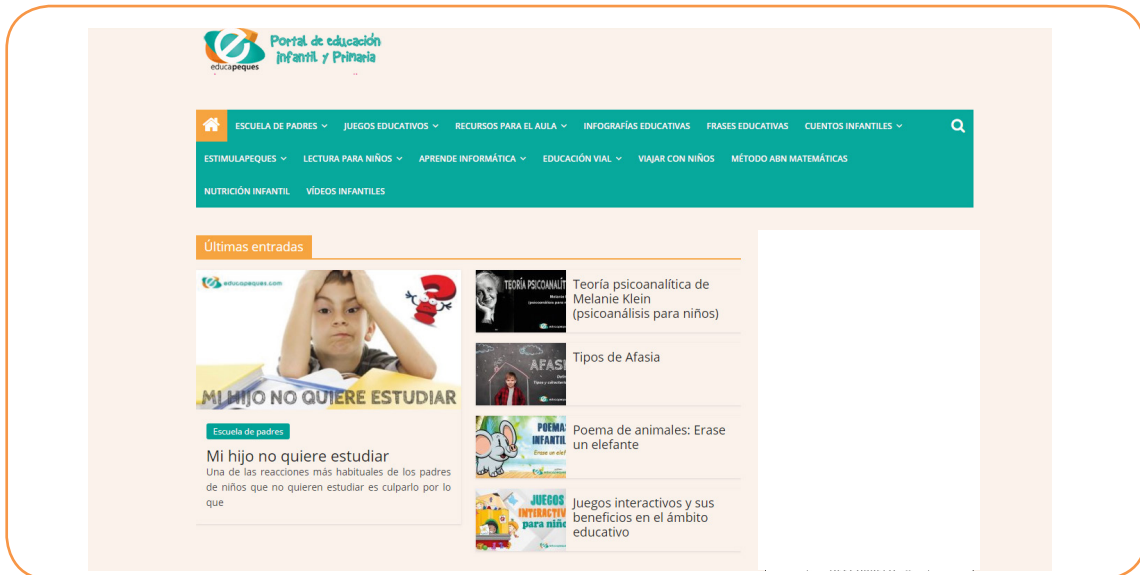 Portal de educación
infantil y Primaria
educapeques
ESCUELA DE PADRES
JUEGOS EDUCATIVOS
RECURSOS PARA EL AULA
INFOGRAFÍAS EDUCATIVAS
FRASES EDUCATIVAS
CUENTOS INFANTILES
ESTIMULAPEQUES
LECTURA PARA NIÑOS
APRENDE INFORMÁTICA
EDUCACIÓN VIAL
VIAJAR CON NIÑOS
MÉTODO ABN MATEMÁTICAS
NUTRICIÓN INFANTIL
VÍDEOS INFANTILES
Últimas entradas
educapeques.com
MI HIJO NO QUIERE ESTUDIAR
Escuela de padres
Mi hijo no quiere estudiar
Una de las reacciones más habituales de los padres
de niños que no quieren estudiar es culparlo por lo
que
TEORÍA PSICOANALÍT
Teoría psicoanalítica de
Melanie Klein
(psicoanálisis para niños)
AFASI
Tipos de Afasia
POEMA
INFANTIL
Erase un elef
Poema de animales: Erase
un elefante
JUEGOS
INTERACTIV
para niño
Juegos interactivos y sus
beneficios en el ámbito
educativo